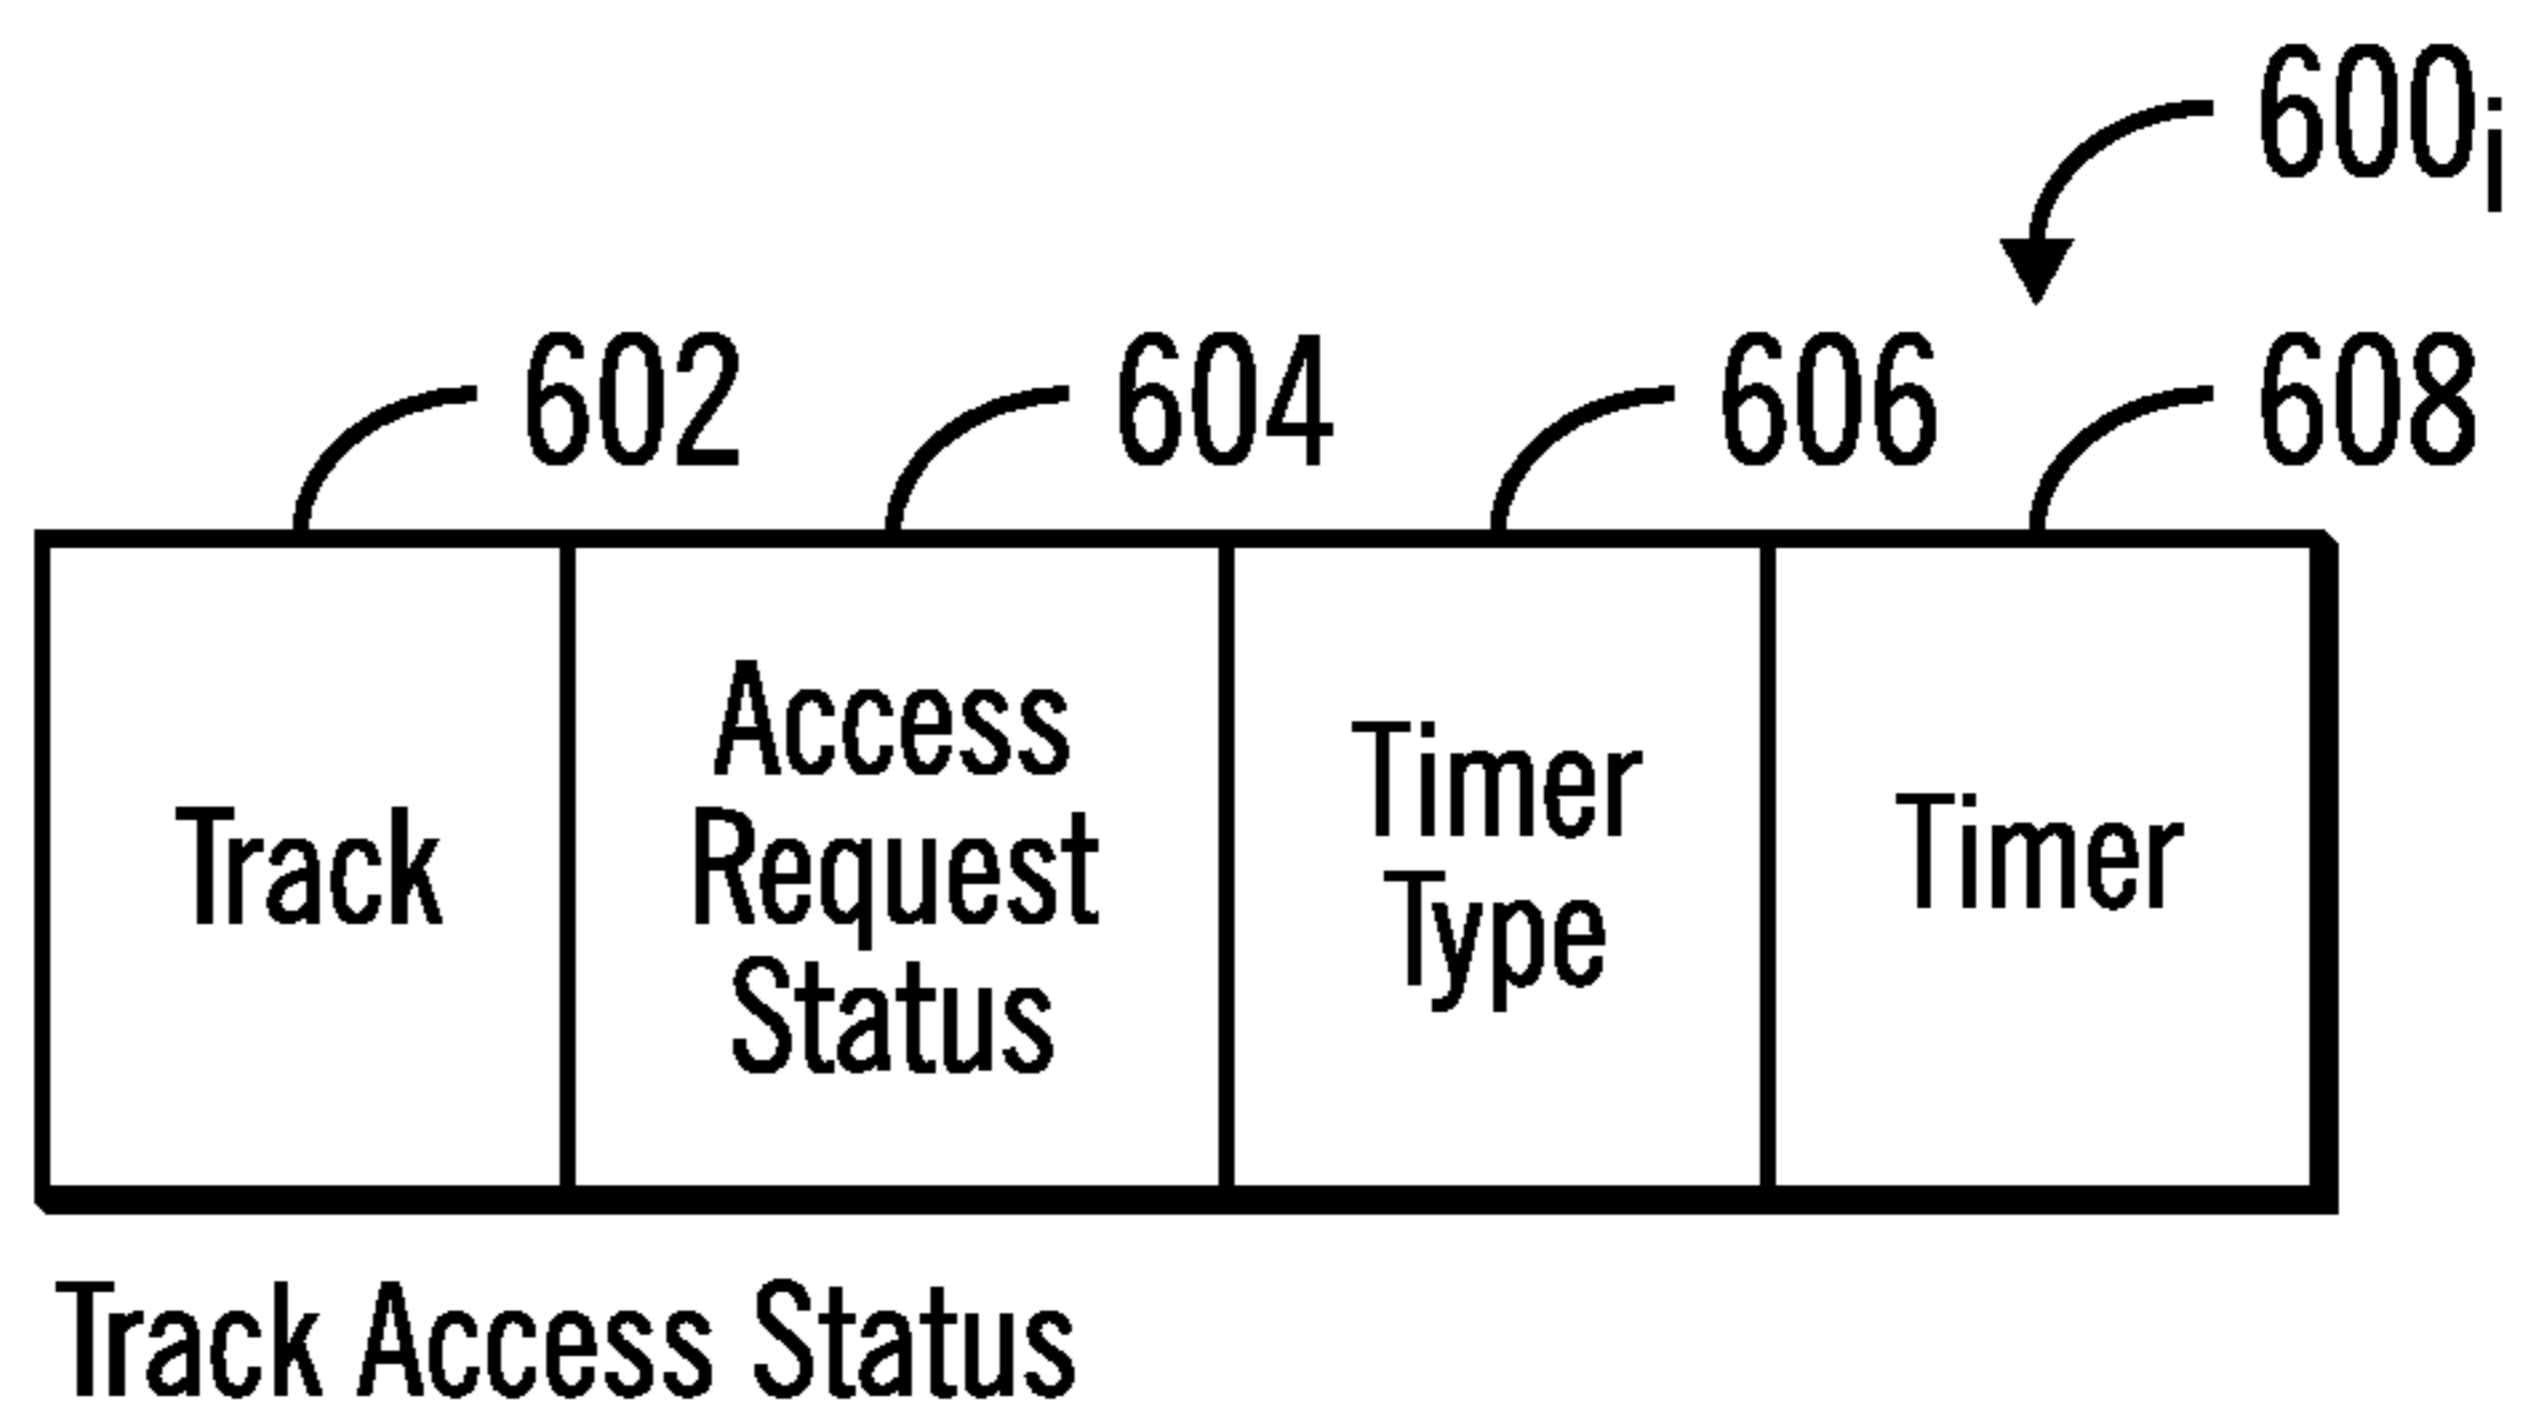 600i
602 604 606 608
Track
Access
Request
Status
Timer
Type
Timer
Track Access Status